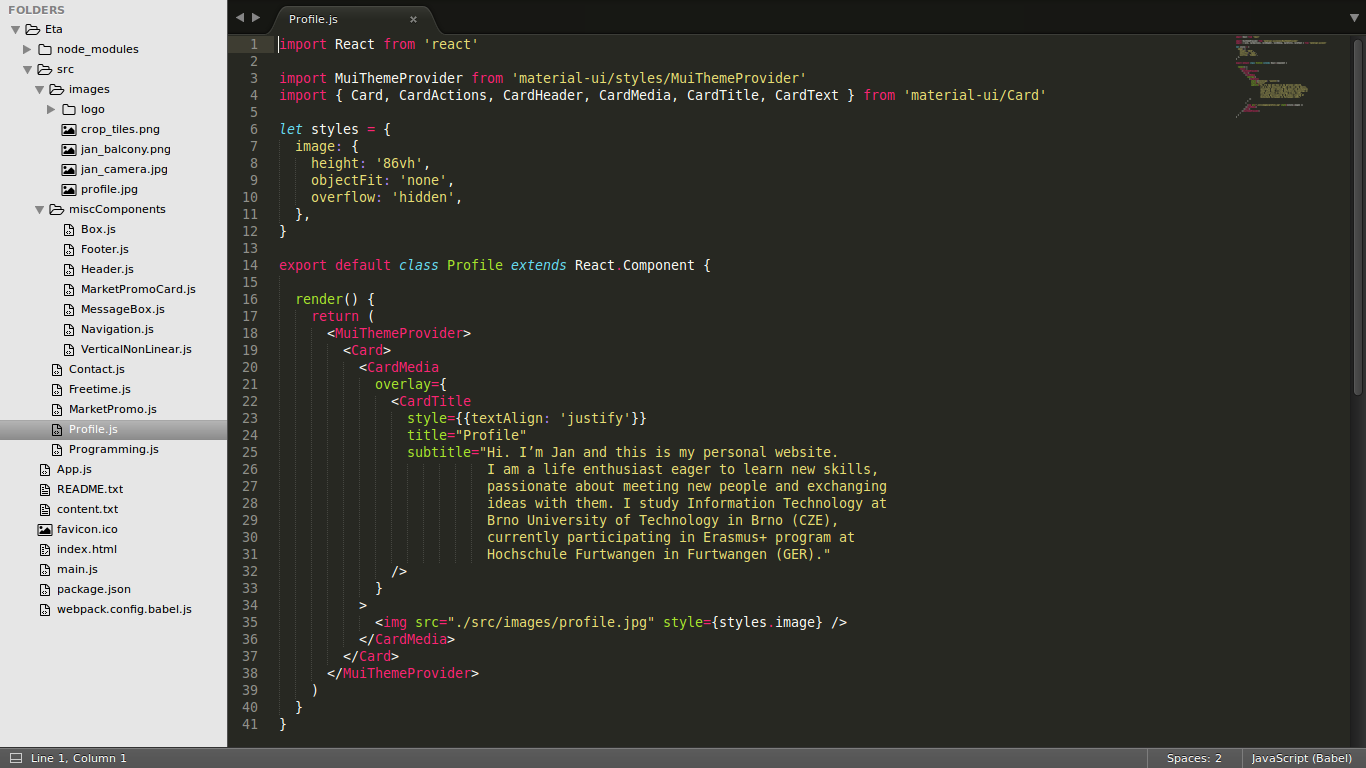 FOLDERS
Eta
node_modules
src
images
logo
crop_tiles.png
jan_balcony.png
jan_camera.jpg
profile.jpg
miscComponents
Box.js
Footer.js
Header.js
MarketPromoCard.js
MessageBox.js
Navigation.js
VerticalNonLinear.js
Contact.js
Freetime.js
MarketPromo.js
Profile.js
Programming.js
App.js
README.txt
content.txt
favicon.ico
index.html
main.js
package.json
webpack.config.babel.js
Profile.js ×
1 import React from 'react'
2
3 import MuiThemeProvider from 'material-ui/styles/MuiThemeProvider'
4 import { Card, CardActions, CardHeader, CardMedia, CardTitle, CardText } from 'material-ui/Card'
5
6 let styles = {
7   image: {
8     height: '86vh',
9     objectFit: 'none',
10     overflow: 'hidden',
11   },
12 }
13
14 export default class Profile extends React.Component {
15
16   render() {
17     return (
18       <MuiThemeProvider>
19         <Card>
20           <CardMedia
21             overlay={
22               <CardTitle
23                 style={{textAlign: 'justify'}}
24                 title="Profile"
25                 subtitle="Hi. I’m Jan and this is my personal website.
26                           I am a life enthusiast eager to learn new skills,
27                           passionate about meeting new people and exchanging
28                           ideas with them. I study Information Technology at
29                           Brno University of Technology in Brno (CZE),
30                           currently participating in Erasmus+ program at
31                           Hochschule Furtwangen in Furtwangen (GER)."
32               />
33             }
34           >
35             <img src="./src/images/profile.jpg" style={styles.image} />
36           </CardMedia>
37         </Card>
38       </MuiThemeProvider>
39     )
40   }
41 }
Line 1, Column 1
Spaces: 2
JavaScript (Babel)